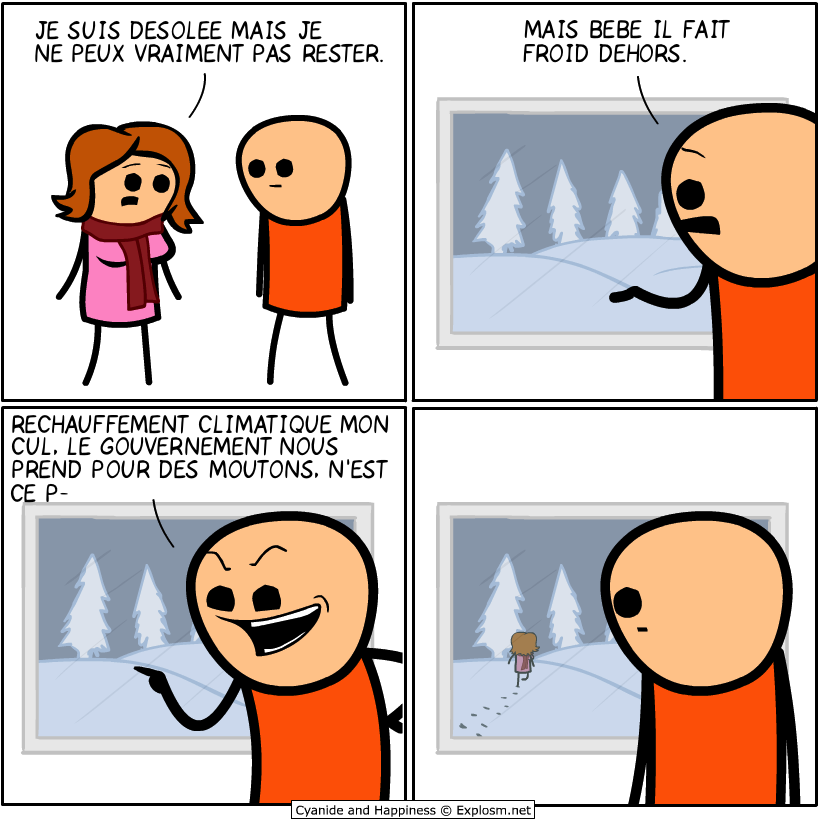 JE SUIS DESOLEE MAIS JE
NE PEUX VRAIMENT PAS RESTER.
MAIS BEBE IL FAIT
FROID DEHORS.
RECHAUFFEMENT CLIMATIQUE MON
CUL, LE GOUVERNEMENT NOUS
PREND POUR DES MOUTONS, N'EST
CE P-
Cyanide and Happiness © Explosm.net